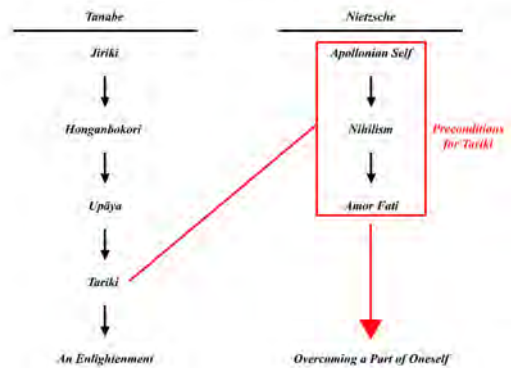 Tanabe
Jiriki
Honganbokori
Upāya
Tariki
An Enlightenment
Nietzsche
Apollonian Self
Nihilism
Amor Fati
Overcoming a Part of Oneself
Preconditions
for Tariki